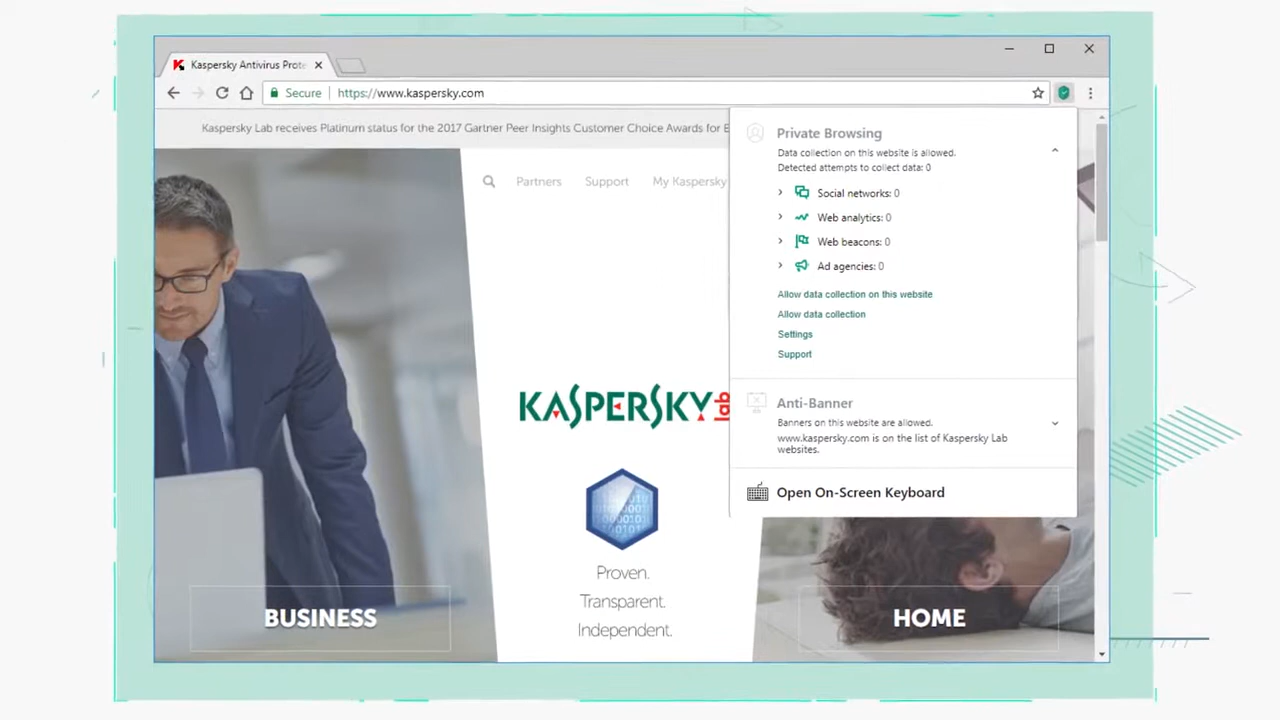 Kaspersky Antivirus Prote
Secure
https://www.kaspersky.com
Kaspersky Lab receives Platinum status for the 2017 Gartner Peer Insights Customer Choice Awards for E
Partners
Support
My Kaspersky
Private Browsing
Data collection on this website is allowed.
Detected attempts to collect data: 0
Social networks: 0
Web analytics: 0
Web beacons: 0
Ad agencies: 0
Allow data collection on this website
Allow data collection
Settings
Support
Anti-Banner
Banners on this website are allowed.
www.kaspersky.com is on the list of Kaspersky Lab
websites.
Open On-Screen Keyboard
KASPERSKY lab
Proven.
Transparent.
Independent.
BUSINESS
HOME